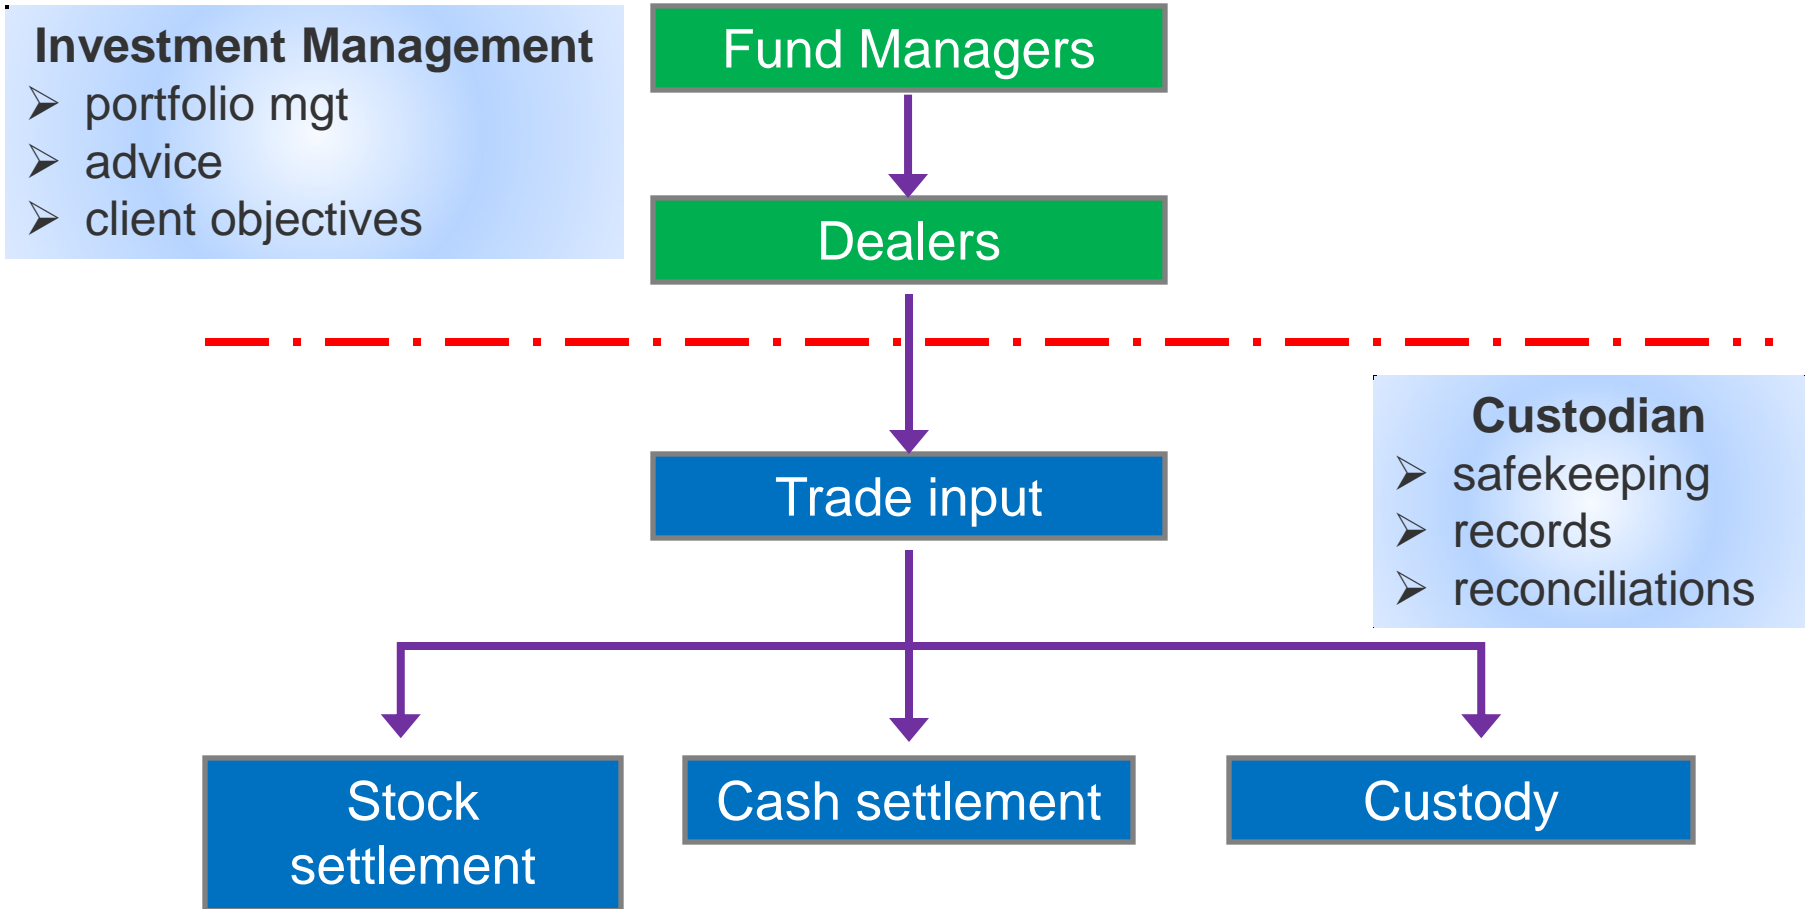 Investment Management
➢ portfolio mgt
➢ advice
➢ client objectives
Fund Managers
Dealers
Trade input
Custodian
➢ safekeeping
➢ records
➢ reconciliations
Stock
settlement
Cash settlement
Custody